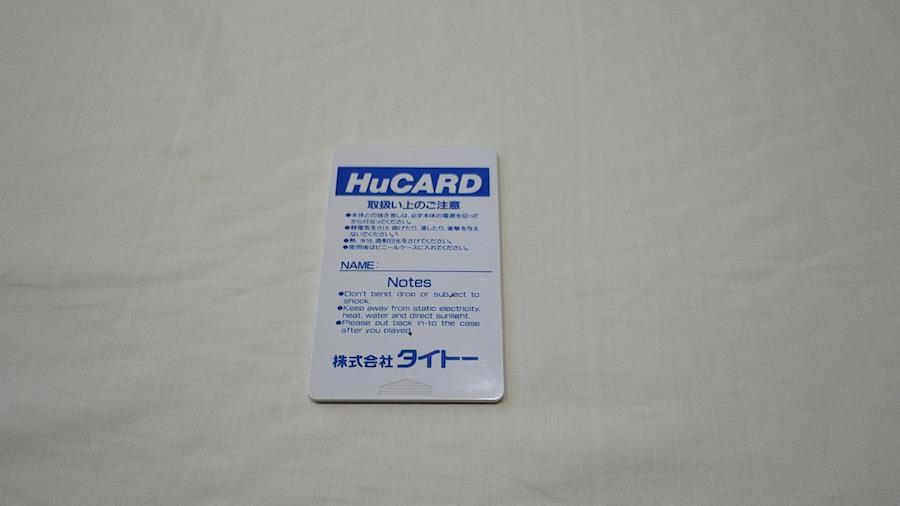 HuCARD
取扱い上のご注意
●本体との抜き差しは、必ず本体の電源を切って
から行なってください。
●静電気をさけ、曲げたり、落したり、衝撃を与え
ないでください。
●熱、水分、直射日光をさけてください。
●使用後はビニールケースに入れてください。
NAME:
Notes
●Don't bend, drop or subject to
shock.
●Keep away from static electricity,
heat, water and direct sunlight.
●Please put back in-to the case
after you played.
株式会社タイトー